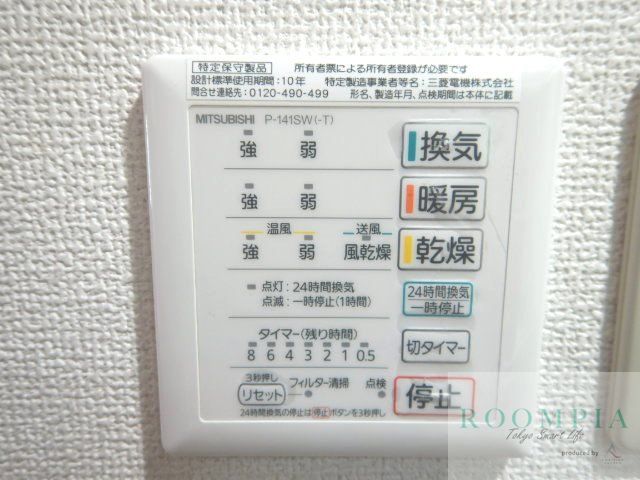 特定保守製品 所有者票による所有者登録が必要です
設計標準使用期間:10年 特定製造事業者等名:三菱電機株式会社
問合せ連絡先:0120-490-499 形名、製造年月、点検期間は本体に記載
MITSUBISHI P-141SW(-T)
強 弱 換気
強 弱 暖房
温風 送風
強 弱 風乾燥 乾燥
点灯:24時間換気
点滅:一時停止(1時間)
24時間換気
一時停止
タイマー(残り時間)
8 6 4 3 2 1 0.5
切タイマー
3秒押し
リセット フィルター清掃 点検
停止
24時間換気の停止は停止ボタンを3秒押し
ROOMPIA
Tokyo Smart Life
produced by